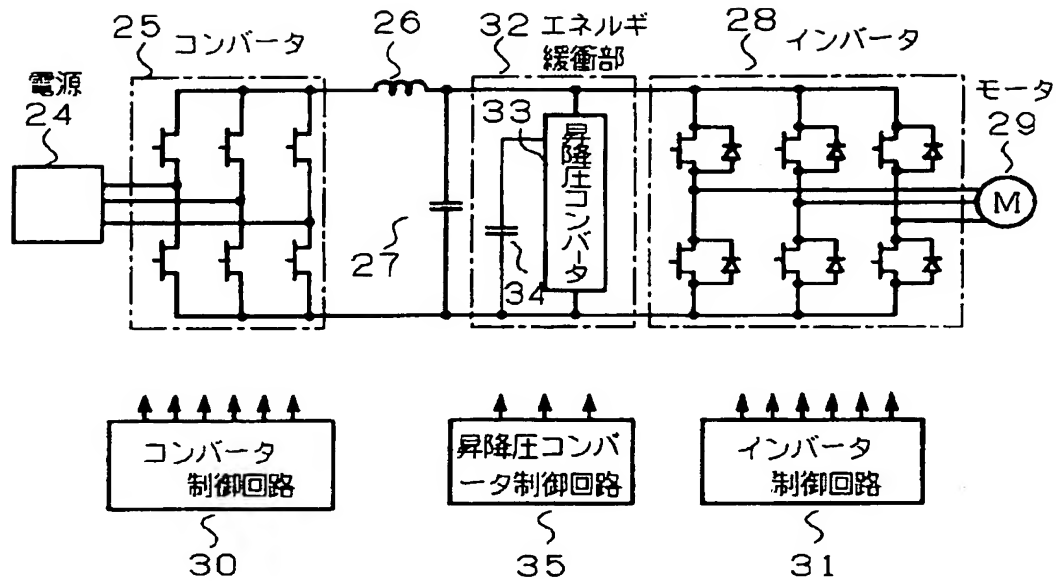 25 コンバータ
26
32 エネルギ
緩衝部
28
インバータ
電源
24
モータ
29
33
昇降圧コンバータ
M
27
34
コンバータ
制御回路
昇降圧コンバ
ータ制御回路
インバータ
制御回路
30
35
31